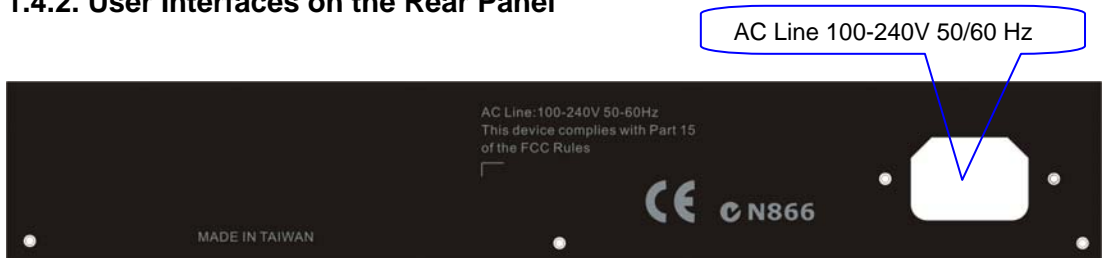 1.4.2. User Interfaces on the Rear Panel
AC Line 100-240V 50/60 Hz
AC Line:100-240V 50-60Hz
This device complies with Part 15
of the FCC Rules
CE N866
MADE IN TAIWAN